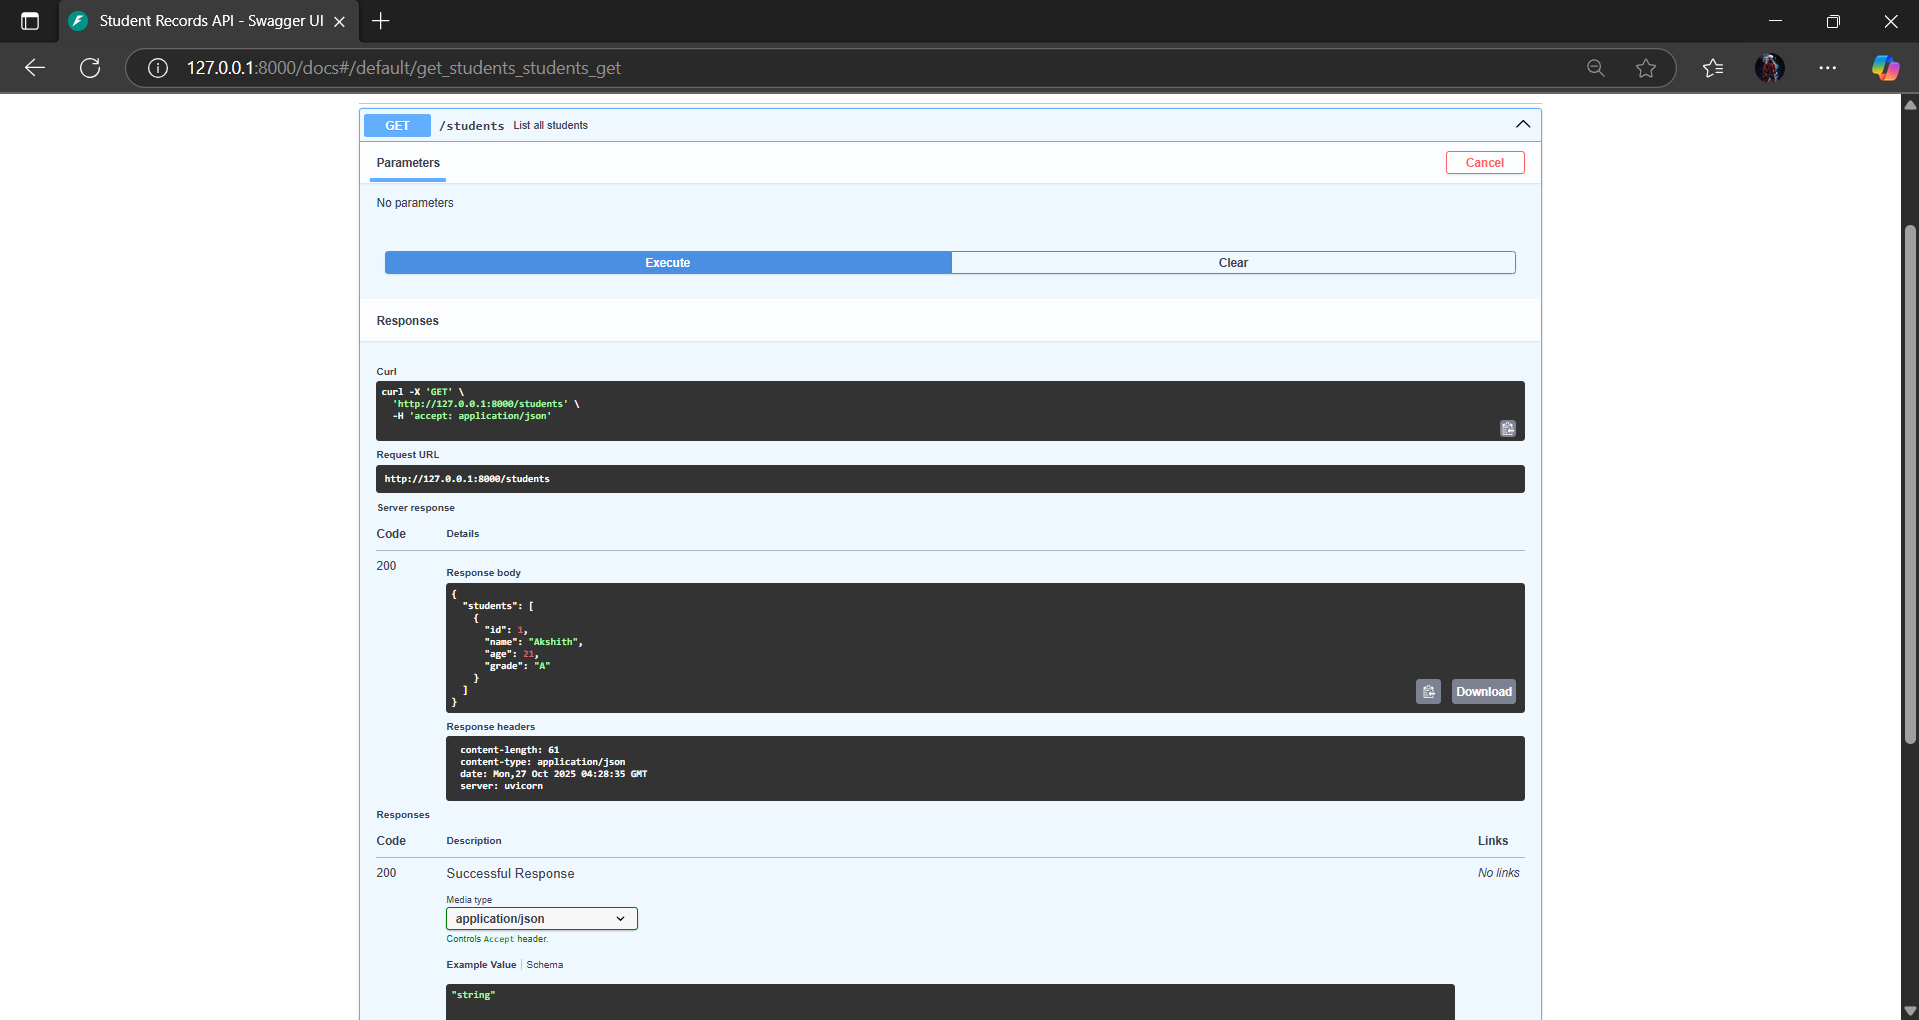 Student Records API - Swagger UI
127.0.0.1:8000/docs#/default/get_students_students_get
GET /students List all students
Parameters
Cancel
No parameters
Execute
Clear
Responses
Curl
curl -X 'GET' \
'http://127.0.0.1:8000/students' \
-H 'accept: application/json'
Request URL
http://127.0.0.1:8000/students
Server response
Code Details
200
Response body
{
"students": [
{
"id": 1,
"name": "Akshith",
"age": 21,
"grade": "A"
}
]
}
Download
Response headers
content-length: 61
content-type: application/json
date: Mon,27 Oct 2025 04:28:35 GMT
server: uvicorn
Responses
Code Description Links
200 Successful Response No links
Media type
application/json
Controls Accept header.
Example Value Schema
"string"